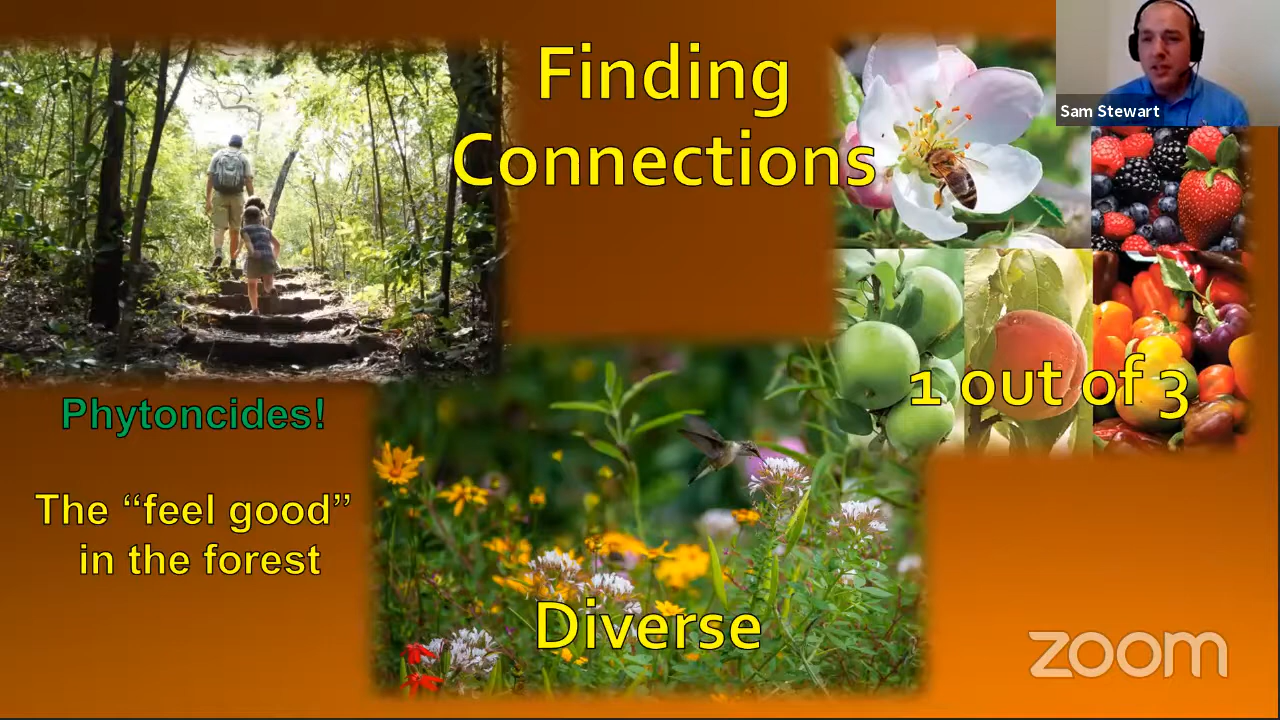 Finding
Connections
Sam Stewart
1 out of 3
Phytoncides!
The “feel good”
in the forest
Diverse
zoom